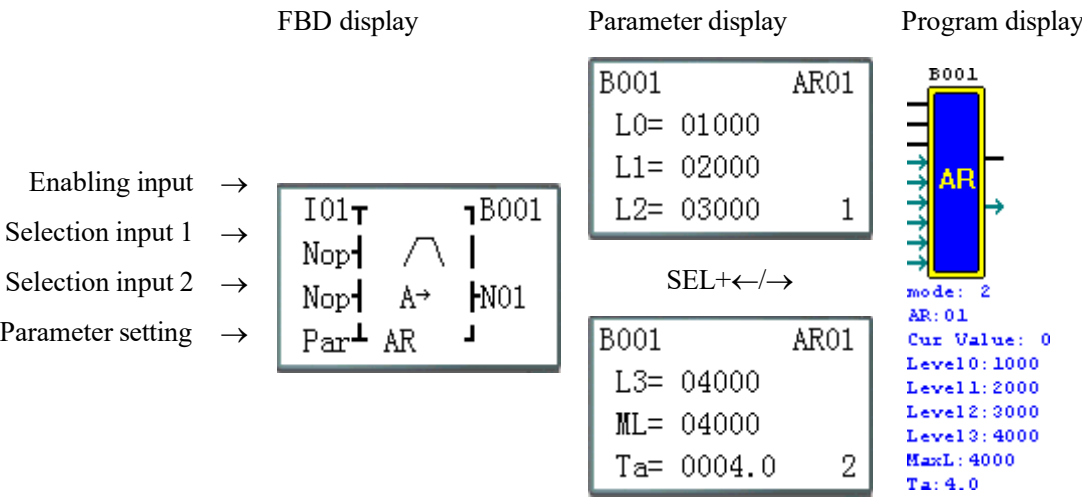 FBD display
Parameter display
Program display
Enabling input →
Selection input 1 →
Selection input 2 →
Parameter setting →
I01 B001
Nop
Nop A→ N01
Par AR
B001 AR01
L0= 01000
L1= 02000
L2= 03000 1
SEL+←/→
B001 AR01
L3= 04000
ML= 04000
Ta= 0004.0 2
B001
AR
mode: 2
AR:01
Cur Value: 0
Level0:1000
Level1:2000
Level2:3000
Level3:4000
MaxL:4000
Ta:4.0